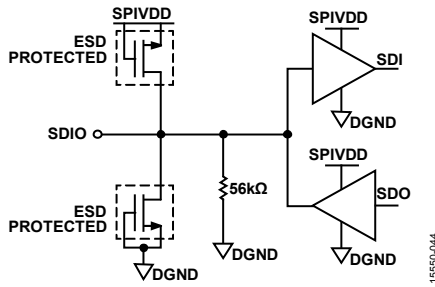 SPIVDD
ESD
PROTECTED
SPIVDD
SDI
DGND
SDIO
SPIVDD
56kΩ
SDO
ESD
PROTECTED
DGND
DGND
DGND
15550-044